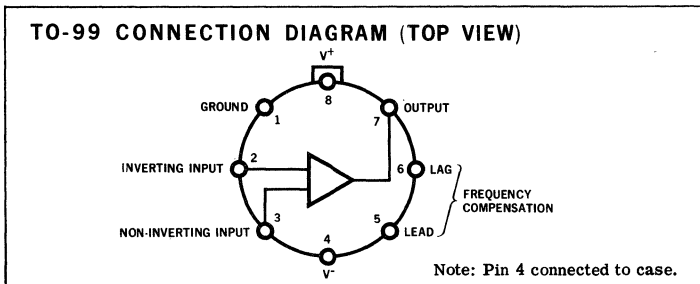 TO-99 CONNECTION DIAGRAM (TOP VIEW)
V+
8
GROUND
1
7
OUTPUT
INVERTING INPUT
2
6
LAG
FREQUENCY
COMPENSATION
NON-INVERTING INPUT
3
5
LEAD
4
V-
Note: Pin 4 connected to case.